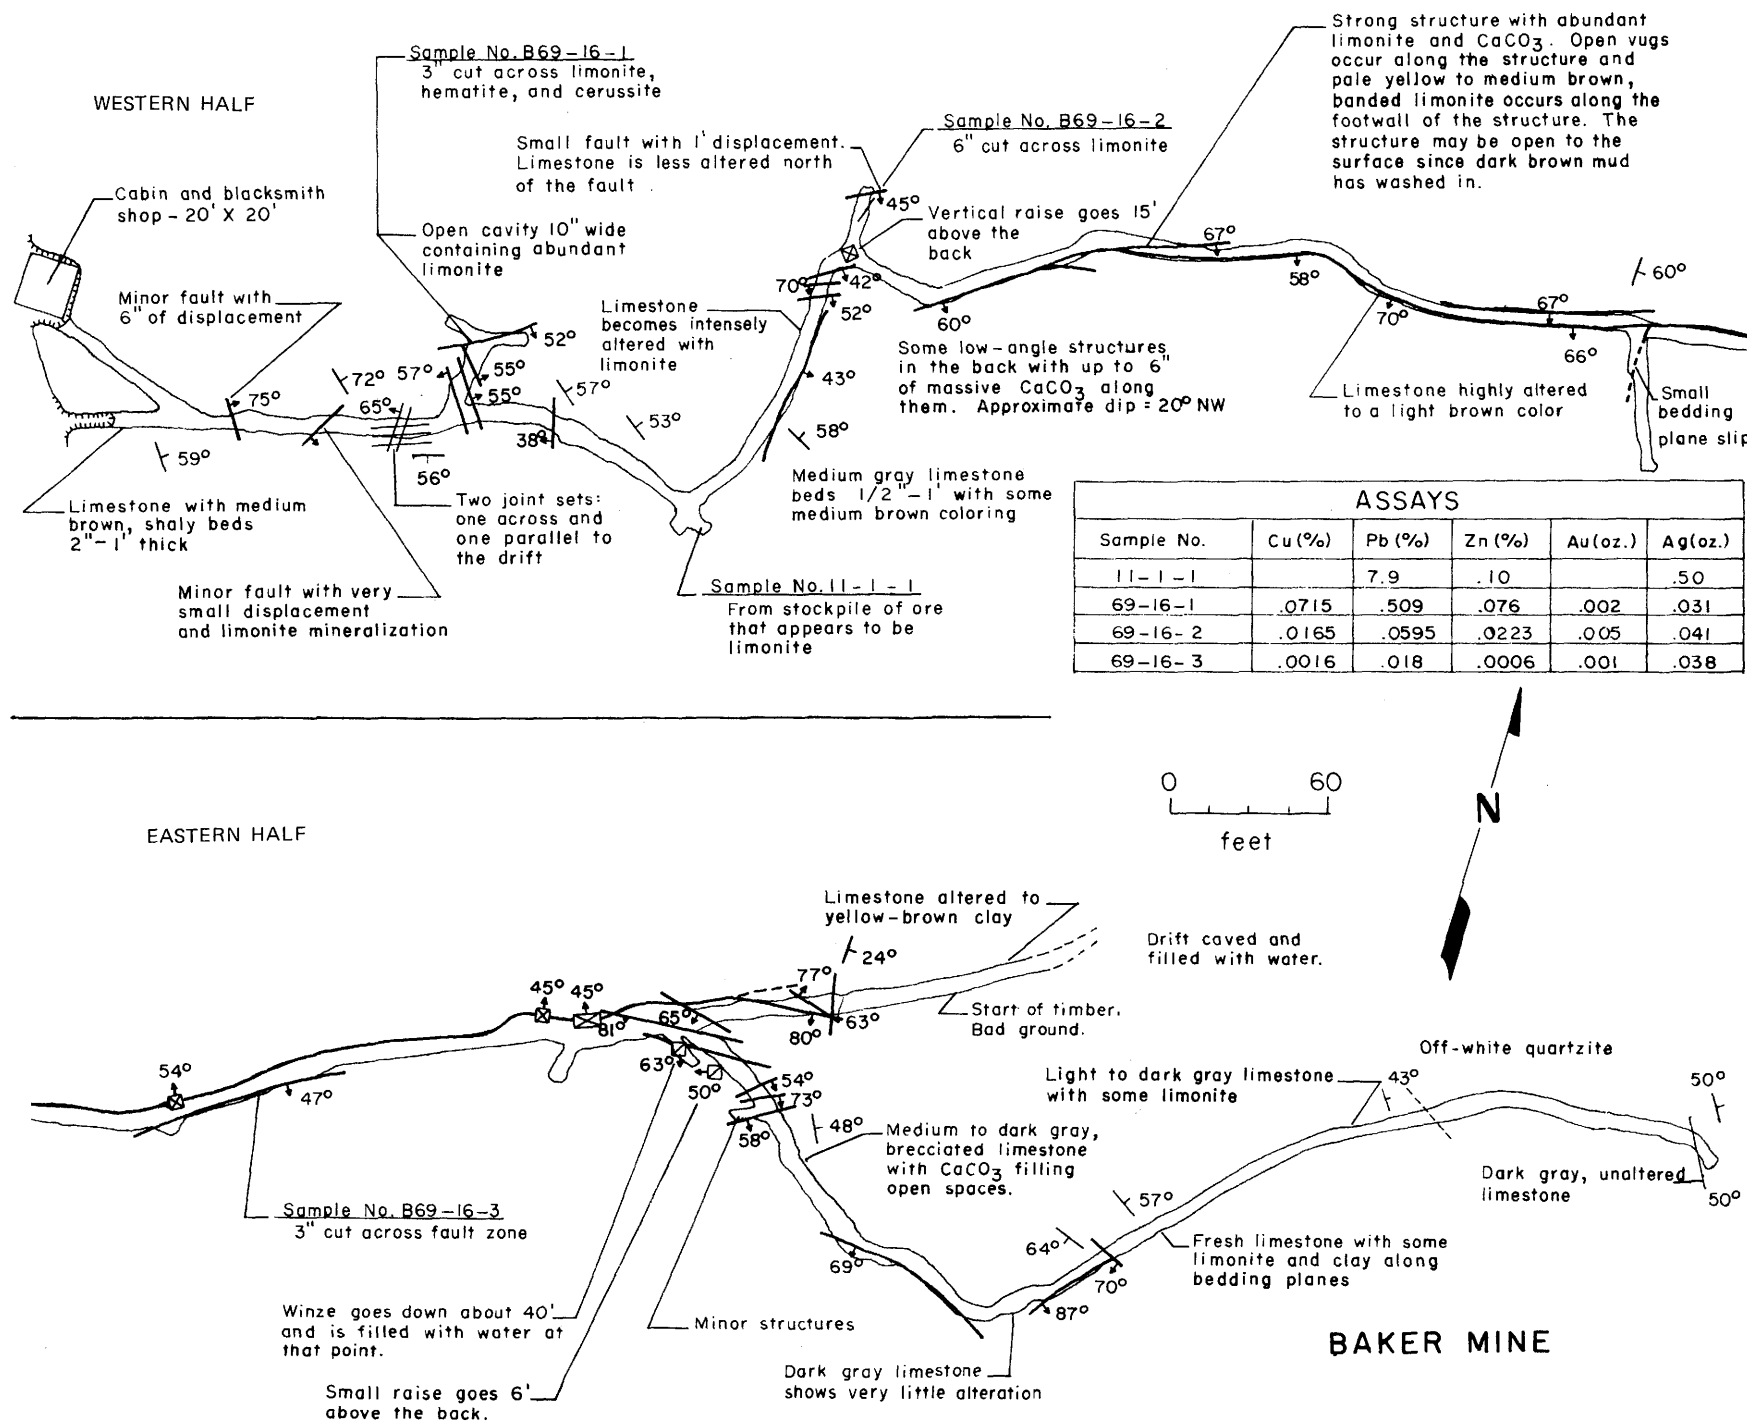 WESTERN HALF
Sample No. B69-16-1
3" cut across limonite,
hematite, and cerussite
Small fault with 1' displacement.
Limestone is less altered north
of the fault.
Sample No. B69-16-2
6" cut across limonite
Strong structure with abundant
limonite and CaCO3. Open vugs
occur along the structure and
pale yellow to medium brown,
banded limonite occurs along the
footwall of the structure. The
structure may be open to the
surface since dark brown mud
has washed in.
Cabin and blacksmith
shop - 20' X 20'
Open cavity 10" wide
containing abundant
limonite
Vertical raise goes 15'
above the
back
45°
67°
58°
60°
Minor fault with
6" of displacement
Limestone
becomes intensely
altered with
limonite
70°
42°
52°
60°
67°
70°
66°
52°
72°
57°
55°
55°
75°
65°
57°
53°
43°
58°
38°
59°
56°
Some low-angle structures
in the back with up to 6"
of massive CaCO3 along
them. Approximate dip = 20° NW
Limestone highly altered
to a light brown color
Small
bedding
plane slip
Limestone with medium
brown, shaly beds
2"-1' thick
Two joint sets:
one across and
one parallel to
the drift
Medium gray limestone
beds 1/2"-1' with some
medium brown coloring
Minor fault with very
small displacement
and limonite mineralization
Sample No. 11-1-1
From stockpile of ore
that appears to be
limonite
ASSAYS
Sample No. Cu(%) Pb(%) Zn(%) Au(oz.) Ag(oz.)
11-1-1 7.9 .10 .50
69-16-1 .0715 .509 .076 .002 .031
69-16-2 .0165 .0595 .0223 .005 .041
69-16-3 .0016 .018 .0006 .001 .038
0 60
feet
N
EASTERN HALF
Limestone altered to
yellow-brown clay
Drift caved and
filled with water.
24°
77°
45°
45°
81°
65°
80°
63°
Start of timber.
Bad ground.
54°
47°
63°
50°
54°
73°
58°
48°
Off-white quartzite
Light to dark gray limestone
with some limonite
43°
50°
Medium to dark gray,
brecciated limestone
with CaCO3 filling
open spaces.
Dark gray, unaltered
limestone
50°
Sample No. B69-16-3
3" cut across fault zone
57°
64°
69°
70°
87°
Fresh limestone with some
limonite and clay along
bedding planes
Winze goes down about 40'
and is filled with water at
that point.
Minor structures
Small raise goes 6'
above the back.
Dark gray limestone
shows very little alteration
BAKER MINE